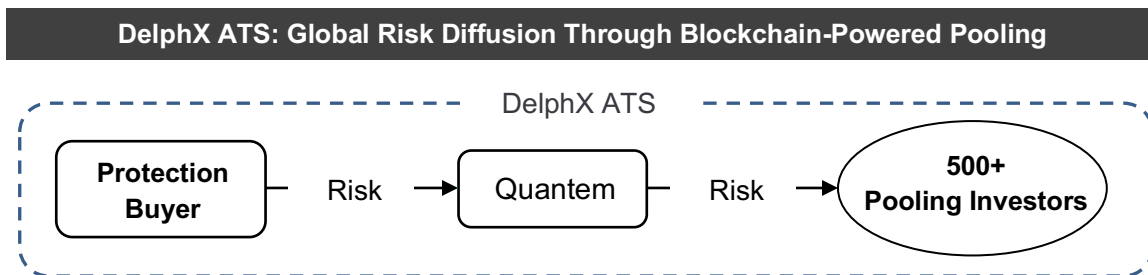 DelphX ATS: Global Risk Diffusion Through Blockchain-Powered Pooling
DelphX ATS
Protection
Buyer
Risk
Quantem
Risk
500+
Pooling Investors